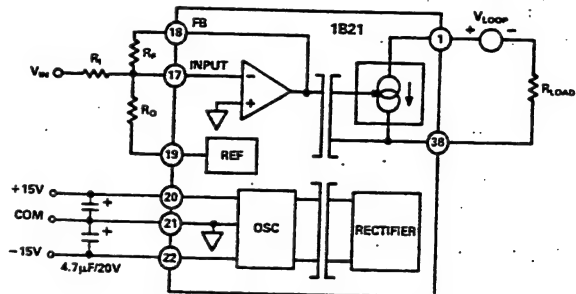 18 FB
1B21
1
V_LOOP
+ -
R_F
V_IN
R_I
17 INPUT
-
+
R_LOAD
R_O
38
19
REF
+15V
20
+
COM
21
OSC
RECTIFIER
+
-15V
22
4.7μF/20V